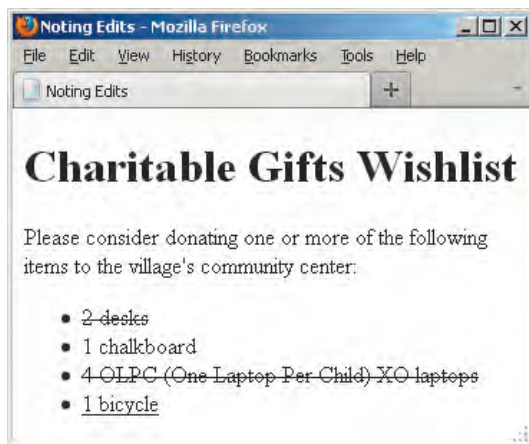 Noting Edits - Mozilla Firefox
File Edit View History Bookmarks Tools Help
Noting Edits
Charitable Gifts Wishlist
Please consider donating one or more of the following
items to the village's community center:
2 desks
1 chalkboard
4 OLPC (One Laptop Per Child) XO laptops
1 bicycle